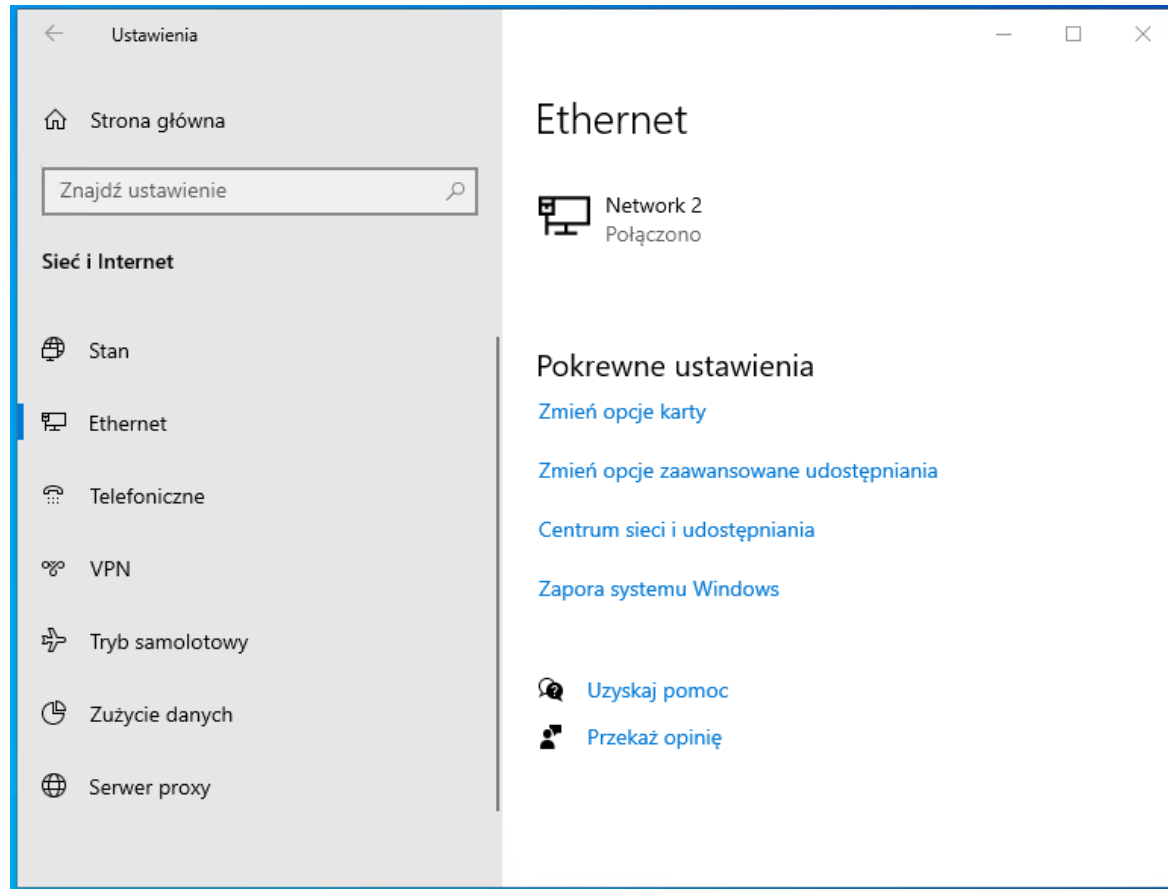 Ustawienia
Strona główna
Znajdź ustawienie
Sieć i Internet
Stan
Ethernet
Telefoniczne
VPN
Tryb samolotowy
Zużycie danych
Serwer proxy
Ethernet
Network 2
Połączono
Pokrewne ustawienia
Zmień opcje karty
Zmień opcje zaawansowane udostępniania
Centrum sieci i udostępniania
Zapora systemu Windows
Uzyskaj pomoc
Przekaż opinię